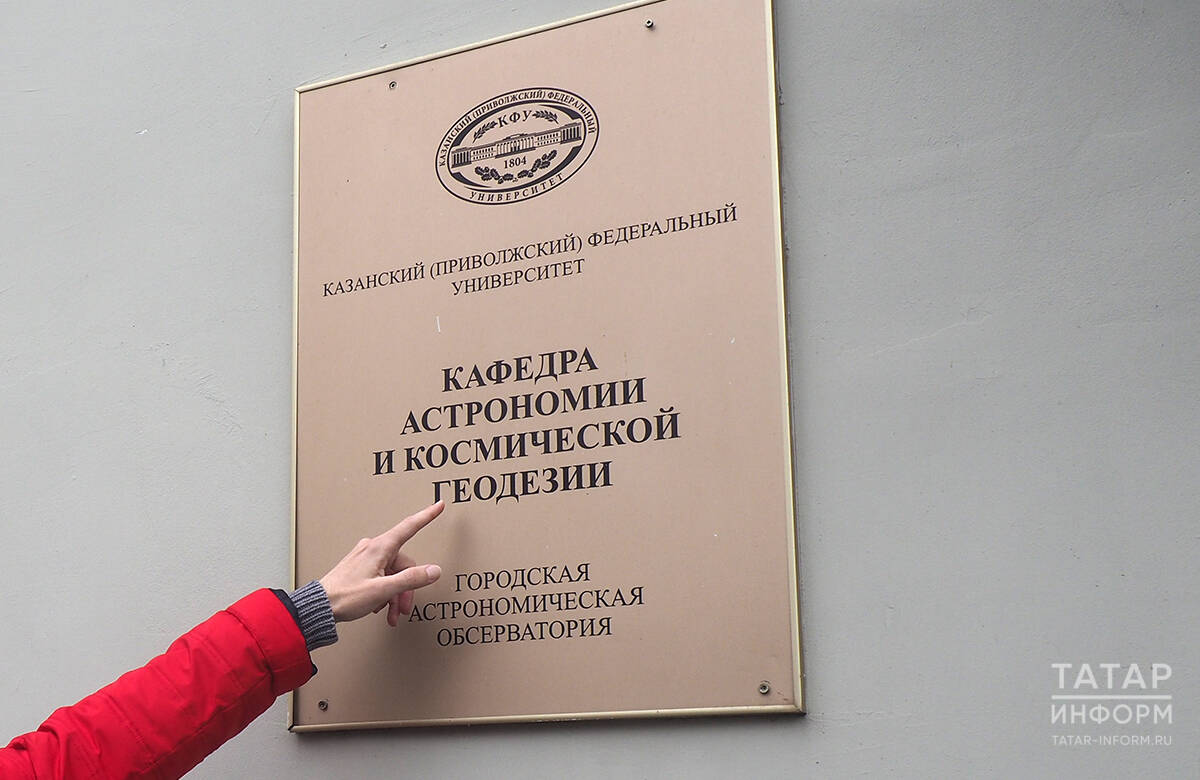 КАЗАНСКИЙ (ПРИВОЛЖСКИЙ) ФЕДЕРАЛЬНЫЙ
КФУ
1804
УНИВЕРСИТЕТ
КАЗАНСКИЙ (ПРИВОЛЖСКИЙ) ФЕДЕРАЛЬНЫЙ
УНИВЕРСИТЕТ
КАФЕДРА
АСТРОНОМИИ
И КОСМИЧЕСКОЙ
ГЕОДЕЗИИ
ГОРОДСКАЯ
АСТРОНОМИЧЕСКАЯ
ОБСЕРВАТОРИЯ
ТАТАР
ИНФОРМ
TATAR-INFORM.RU